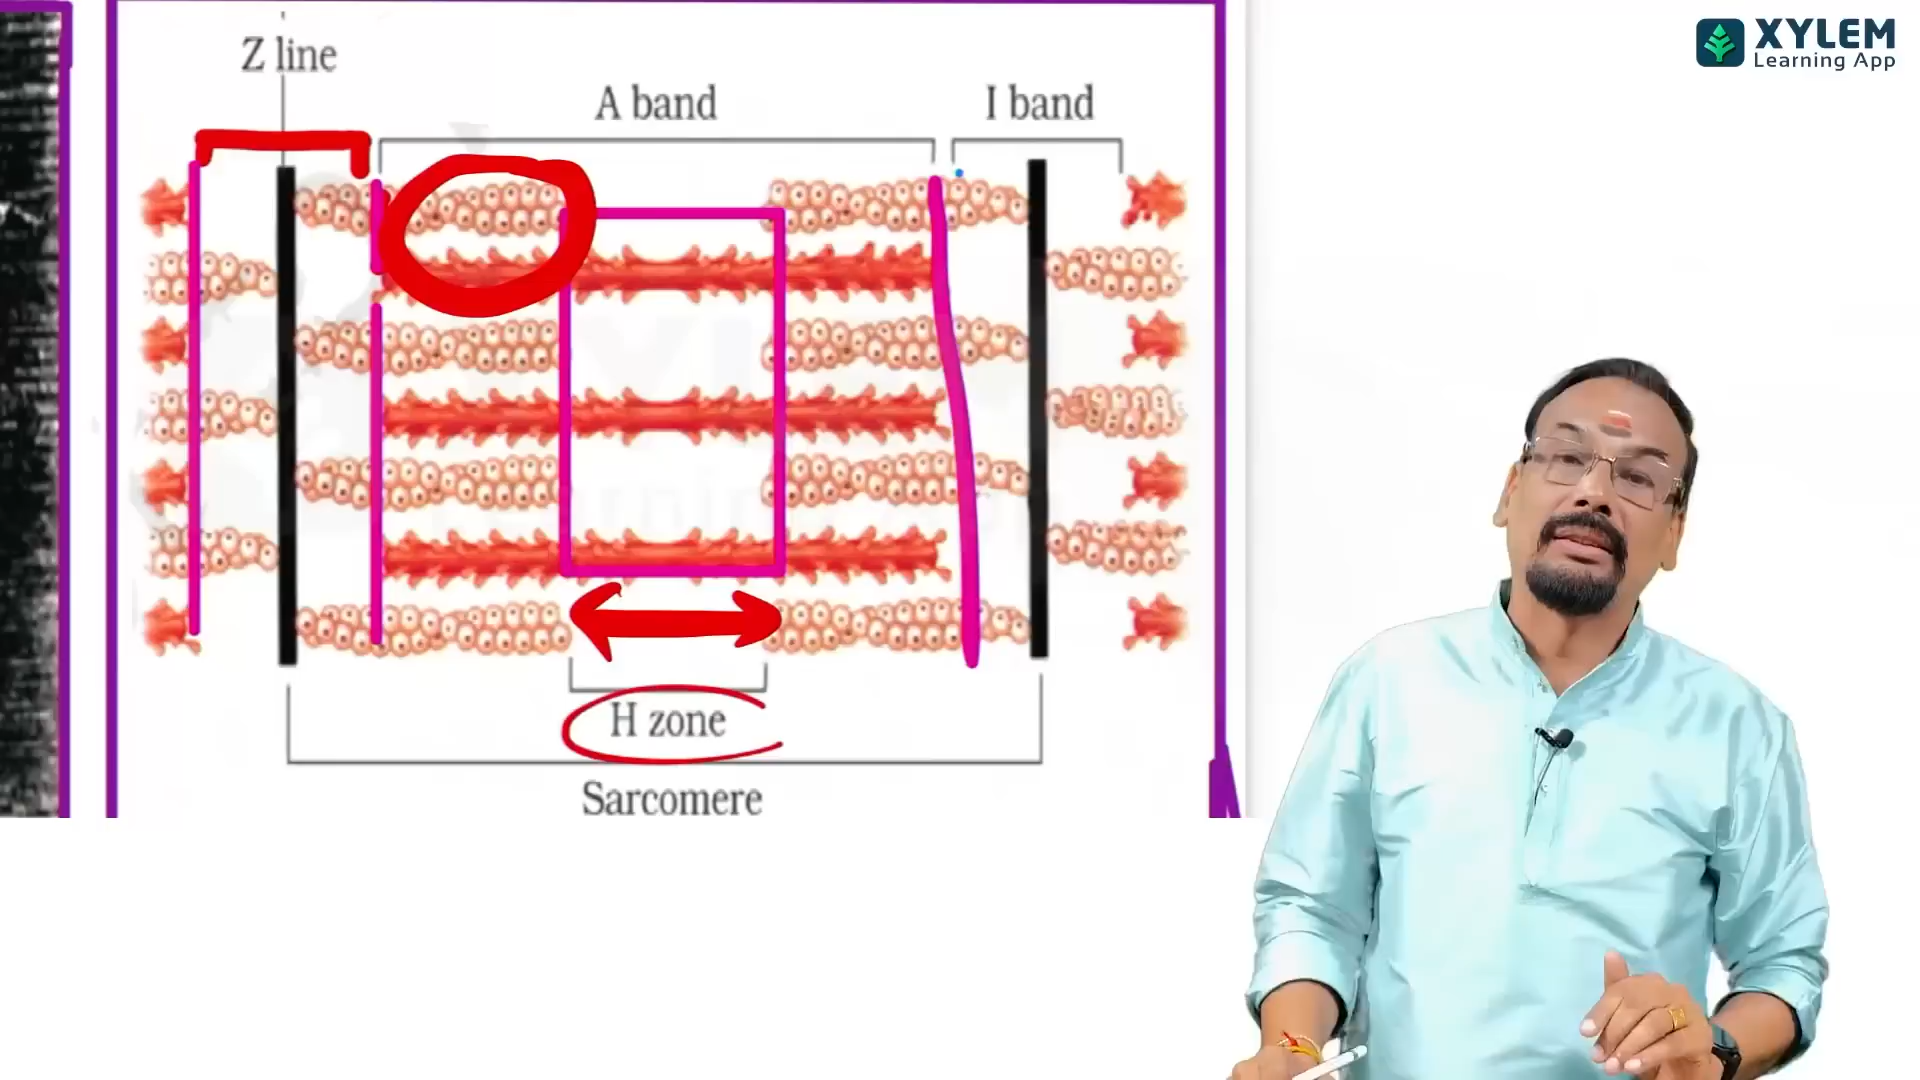 Z line
A band
I band
H zone
Sarcomere
XYLEM
Learning App